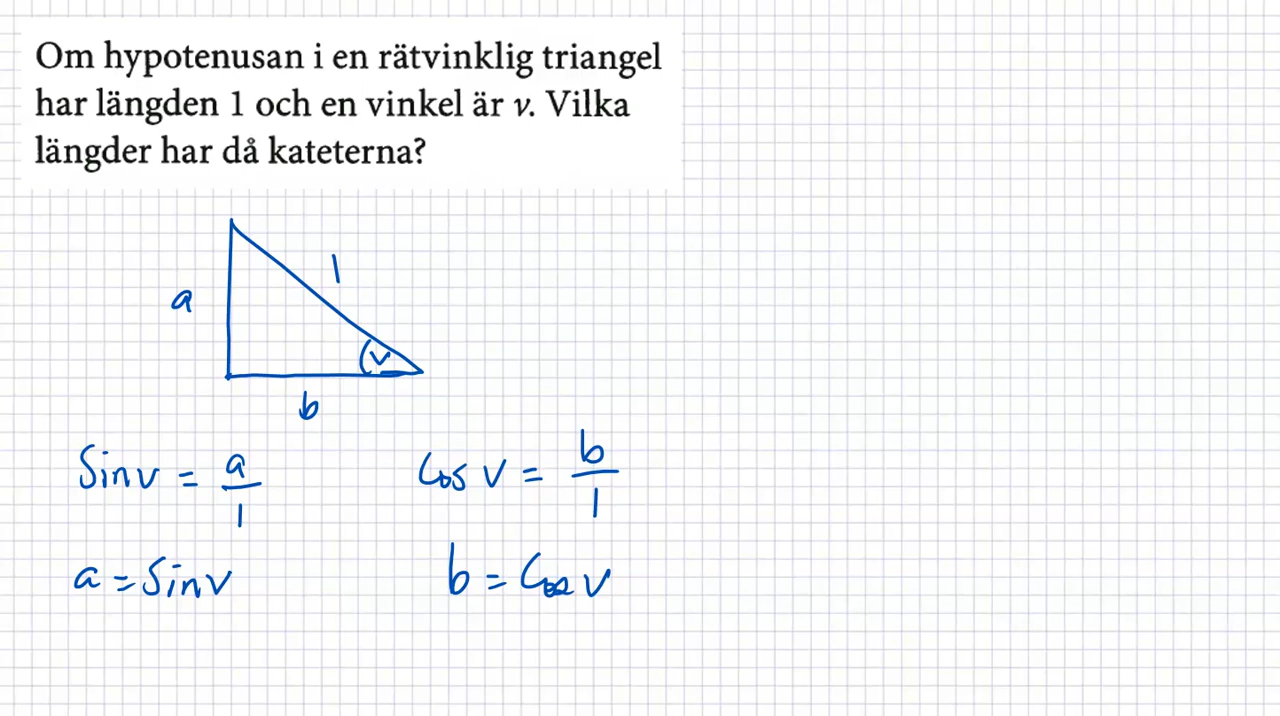 Om hypotenusan i en rätvinklig triangel
har längden 1 och en vinkel är v. Vilka
längder har då kateterna?
1
a
v
b
Sin v = a/1
Cos v = b/1
a = Sin v
b = Cos v